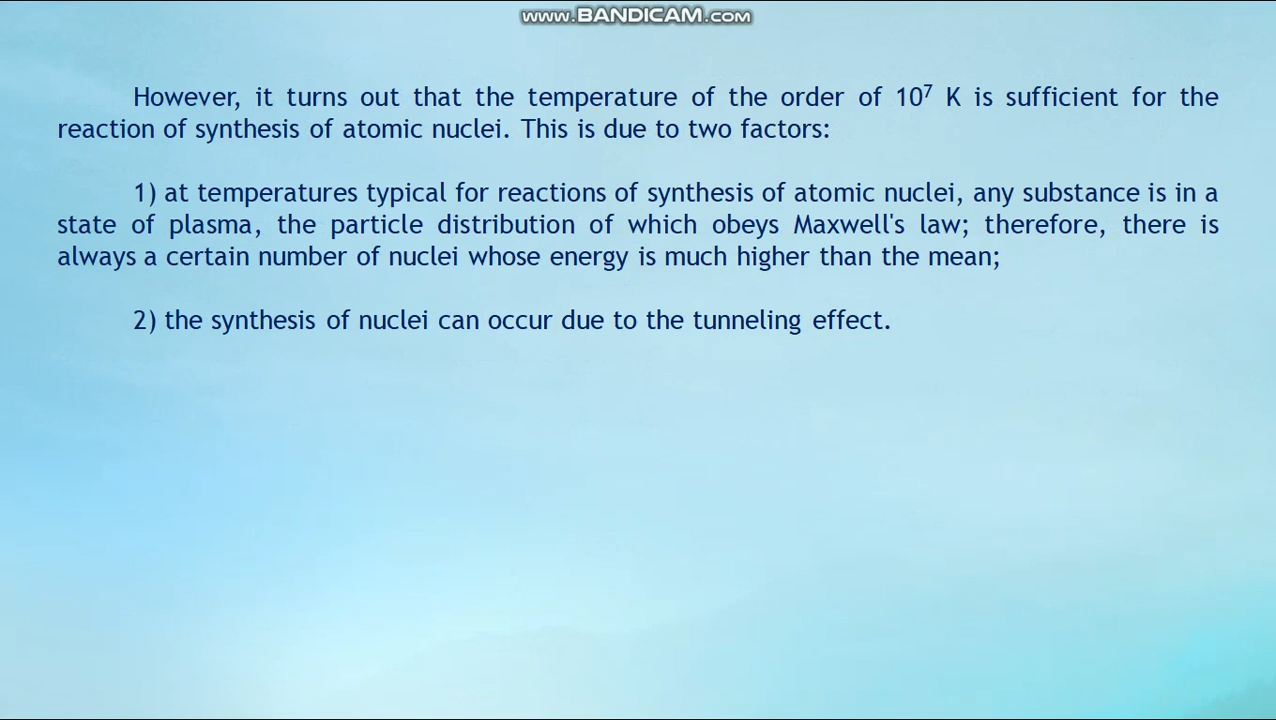 www.BANDICAM.com
However, it turns out that the temperature of the order of 10⁷ K is sufficient for the
reaction of synthesis of atomic nuclei. This is due to two factors:
1) at temperatures typical for reactions of synthesis of atomic nuclei, any substance is in a
state of plasma, the particle distribution of which obeys Maxwell's law; therefore, there is
always a certain number of nuclei whose energy is much higher than the mean;
2) the synthesis of nuclei can occur due to the tunneling effect.